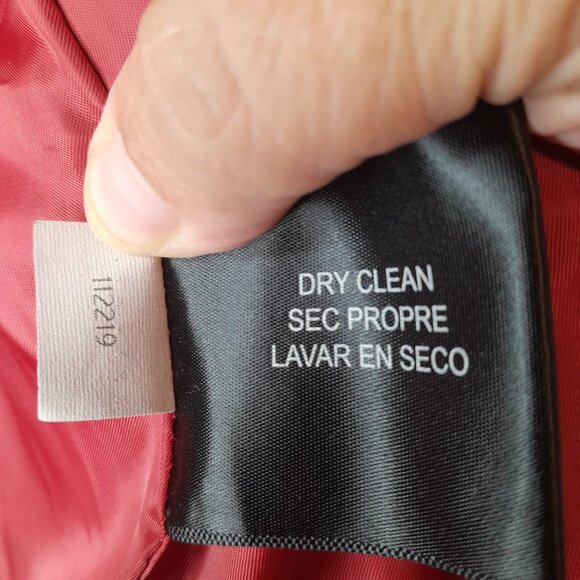 DRY CLEAN
SEC PROPRE
LAVAR EN SECO
112219